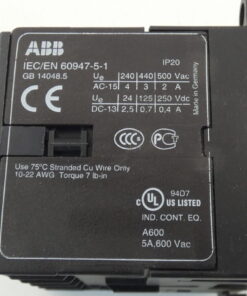 ABB
IEC/EN 60947-5-1
GB 14048.5
IP20
Ue 240 440 500 Vac
AC-15 4 3 2 A
Ue 24 125 250 Vdc
DC-13 2,5 0,7 0,4 A
Made in Germany
CCC
Use 75°C Stranded Cu Wire Only
10-22 AWG Torque 7 lb-in
94D7
C UL US LISTED
IND. CONT. EQ.
A600
5A,600 Vac